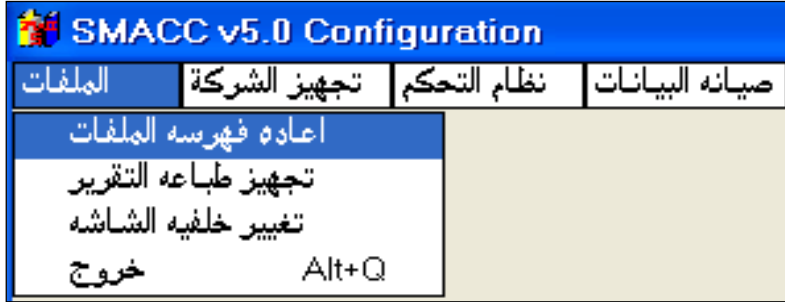 SMACC v5.0 Configuration
الملفات تجهيز الشركة نظام التحكم صيانه البيانات
اعاده فهرسه الملفات
تجهيز طباعه التقرير
تغيير خلفيه الشاشه
خروج Alt+Q